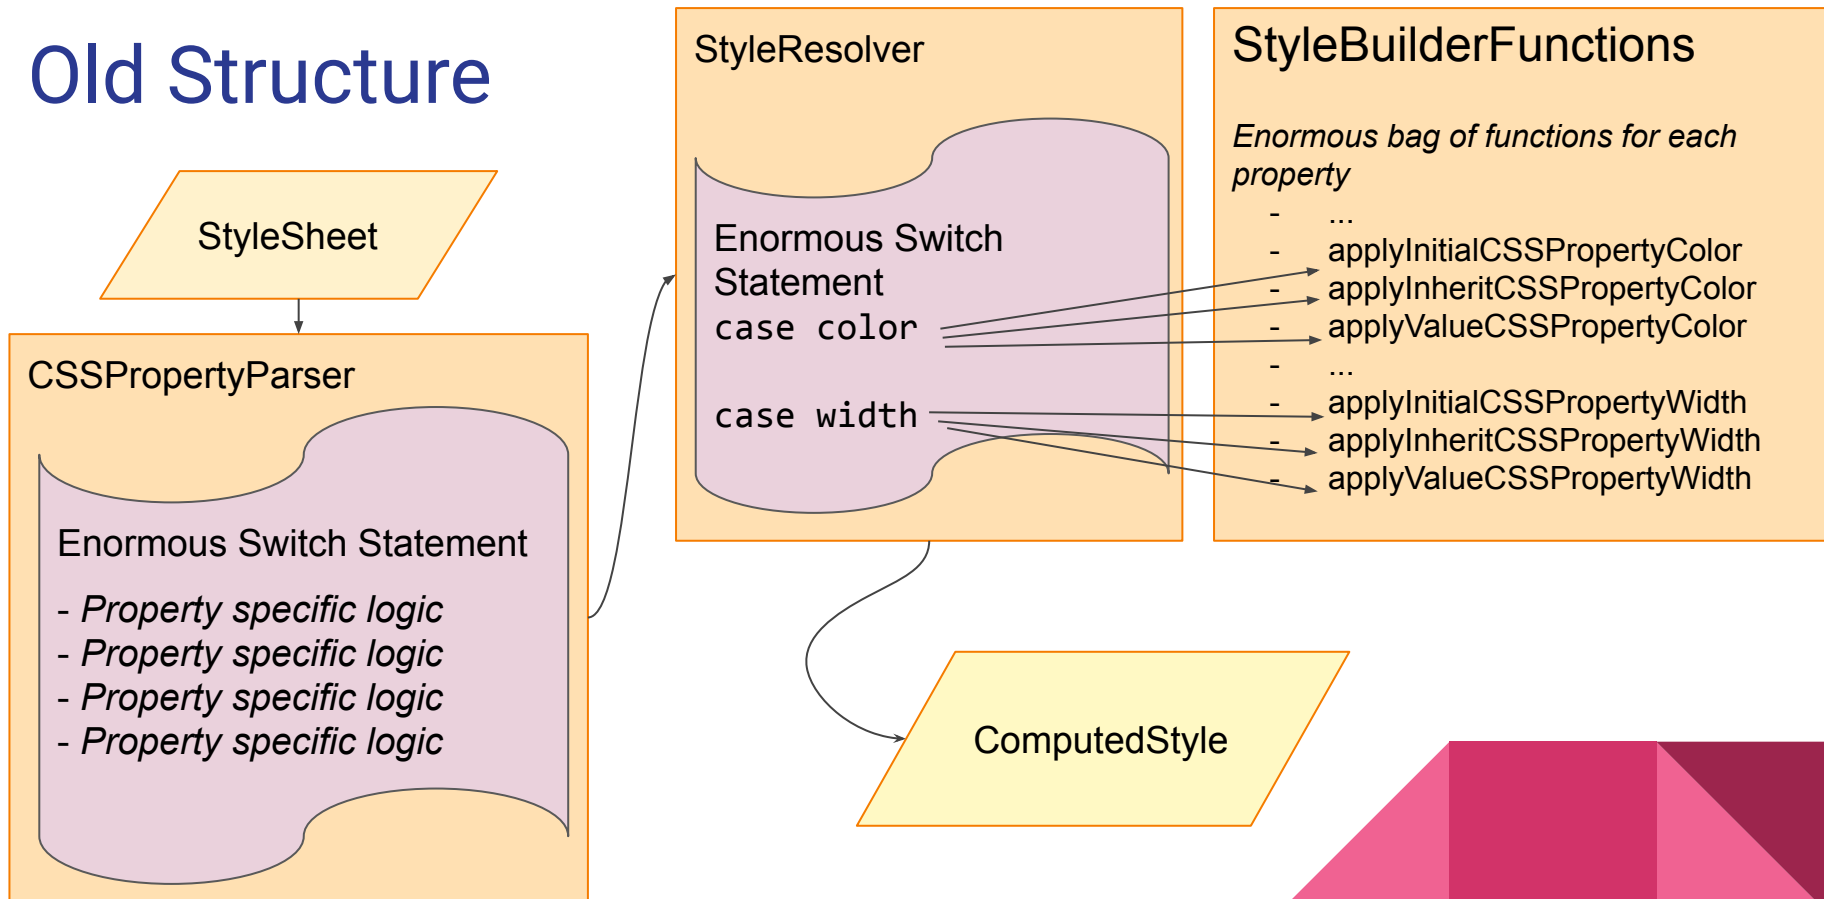 Old Structure
StyleSheet
CSSPropertyParser
Enormous Switch Statement
- Property specific logic
- Property specific logic
- Property specific logic
- Property specific logic
StyleResolver
Enormous Switch
Statement
case color
case width
StyleBuilderFunctions
Enormous bag of functions for each
property
- ...
- applyInitialCSSPropertyColor
- applyInheritCSSPropertyColor
- applyValueCSSPropertyColor
- ...
- applyInitialCSSPropertyWidth
- applyInheritCSSPropertyWidth
- applyValueCSSPropertyWidth
ComputedStyle